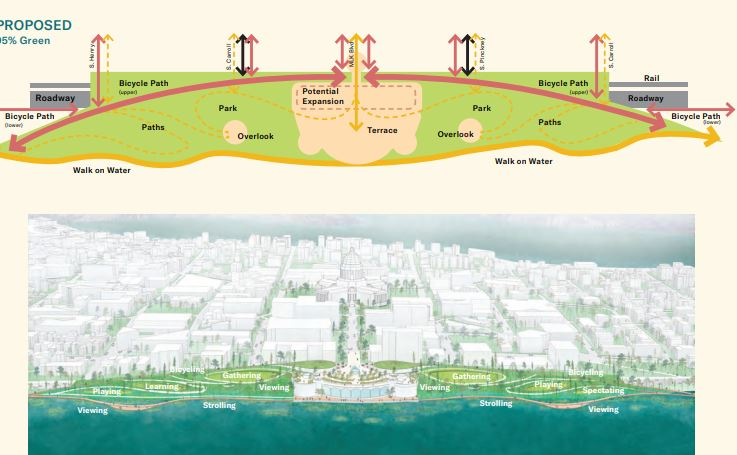 PROPOSED
95% Green
S. Henry
S. Caroll
MLK Blvd
S. Pinckney
S. Carroll
Bicycle Path
(upper)
Potential
Expansion
Bicycle Path
(upper)
Rail
Roadway
Roadway
Bicycle Path
(lower)
Park
Park
Bicycle Path
(lower)
Paths
Terrace
Paths
Overlook
Overlook
Walk on Water
Walk on Water
Bicycling
Gathering
Learning
Playing
Viewing
Viewing
Strolling
Bicycling
Gathering
Playing
Viewing
Spectating
Strolling
Viewing